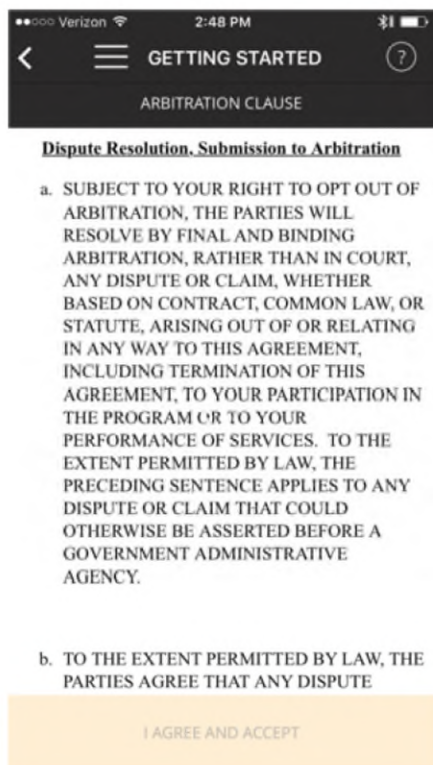 Verizon 2:48 PM
GETTING STARTED ?
ARBITRATION CLAUSE
Dispute Resolution, Submission to Arbitration
a. SUBJECT TO YOUR RIGHT TO OPT OUT OF
ARBITRATION, THE PARTIES WILL
RESOLVE BY FINAL AND BINDING
ARBITRATION, RATHER THAN IN COURT,
ANY DISPUTE OR CLAIM, WHETHER
BASED ON CONTRACT, COMMON LAW, OR
STATUTE, ARISING OUT OF OR RELATING
IN ANY WAY TO THIS AGREEMENT,
INCLUDING TERMINATION OF THIS
AGREEMENT, TO YOUR PARTICIPATION IN
THE PROGRAM OR TO YOUR
PERFORMANCE OF SERVICES. TO THE
EXTENT PERMITTED BY LAW, THE
PRECEDING SENTENCE APPLIES TO ANY
DISPUTE OR CLAIM THAT COULD
OTHERWISE BE ASSERTED BEFORE A
GOVERNMENT ADMINISTRATIVE
AGENCY.
b. TO THE EXTENT PERMITTED BY LAW, THE
PARTIES AGREE THAT ANY DISPUTE
I AGREE AND ACCEPT